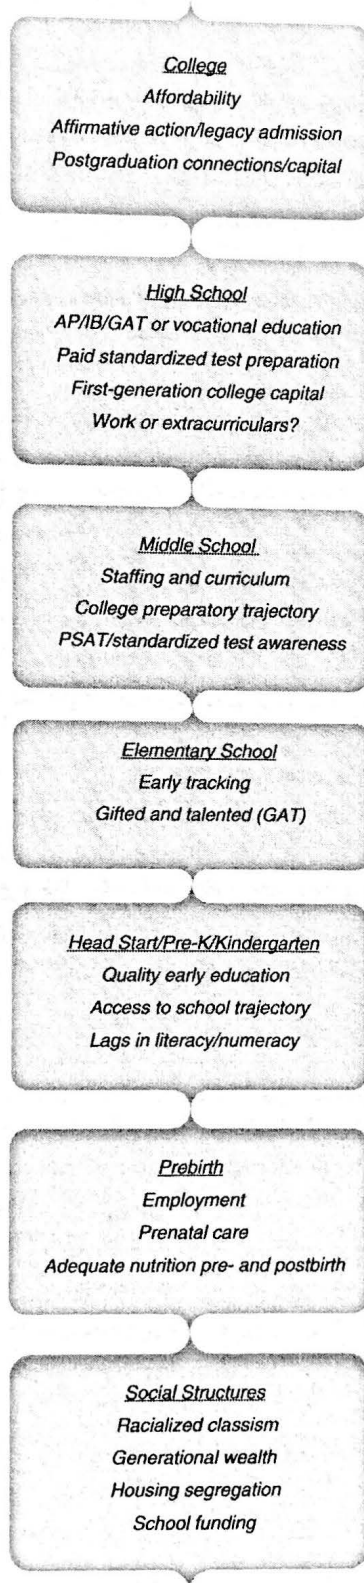 College
Affordability
Affirmative action/legacy admission
Postgraduation connections/capital
High School
AP/IB/GAT or vocational education
Paid standardized test preparation
First-generation college capital
Work or extracurriculars?
Middle School
Staffing and curriculum
College preparatory trajectory
PSAT/standardized test awareness
Elementary School
Early tracking
Gifted and talented (GAT)
Head Start/Pre-K/Kindergarten
Quality early education
Access to school trajectory
Lags in literacy/numeracy
Prebirth
Employment
Prenatal care
Adequate nutrition pre- and postbirth
Social Structures
Racialized classism
Generational wealth
Housing segregation
School funding